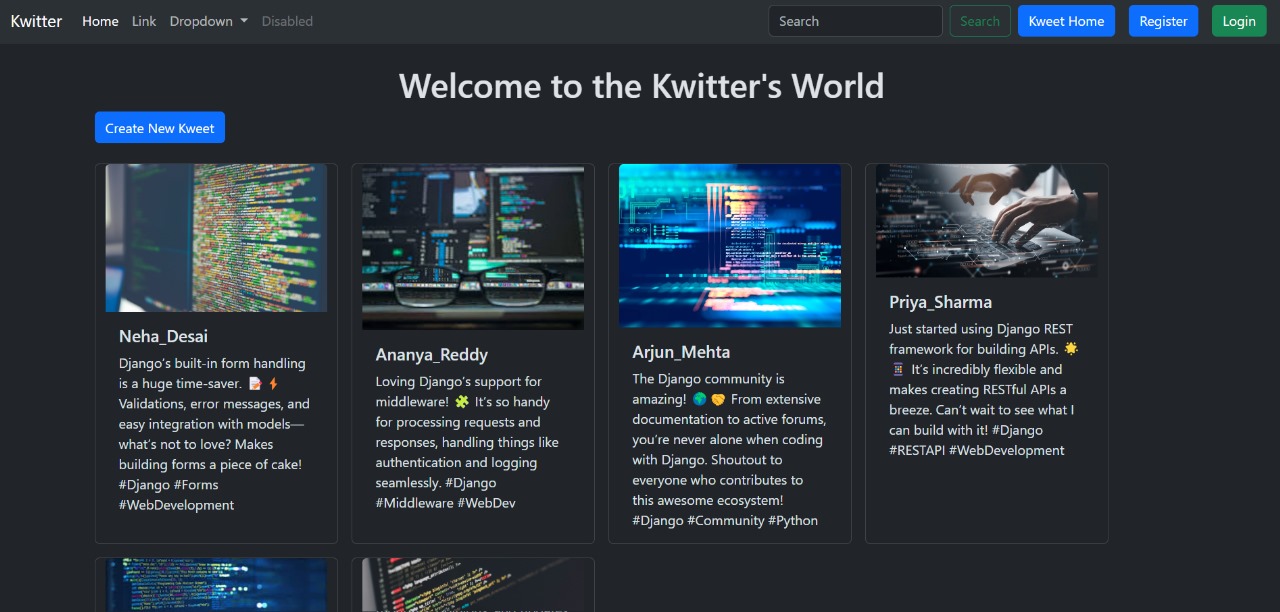 Kwitter Home Link Dropdown Disabled Search Search Kweet Home Register Login
Welcome to the Kwitter's World
Create New Kweet
Neha_Desai
Django’s built-in form handling
is a huge time-saver. 📝⚡
Validations, error messages, and
easy integration with models—
what’s not to love? Makes
building forms a piece of cake!
#Django #Forms
#WebDevelopment
Ananya_Reddy
Loving Django’s support for
middleware! 🧩 It’s so handy
for processing requests and
responses, handling things like
authentication and logging
seamlessly. #Django
#Middleware #WebDev
Arjun_Mehta
The Django community is
amazing! 🌍🤝 From extensive
documentation to active forums,
you’re never alone when coding
with Django. Shoutout to
everyone who contributes to
this awesome ecosystem!
#Django #Community #Python
Priya_Sharma
Just started using Django REST
framework for building APIs. 🌟
🧵 It’s incredibly flexible and
makes creating RESTful APIs a
breeze. Can’t wait to see what I
can build with it! #Django
#RESTAPI #WebDevelopment